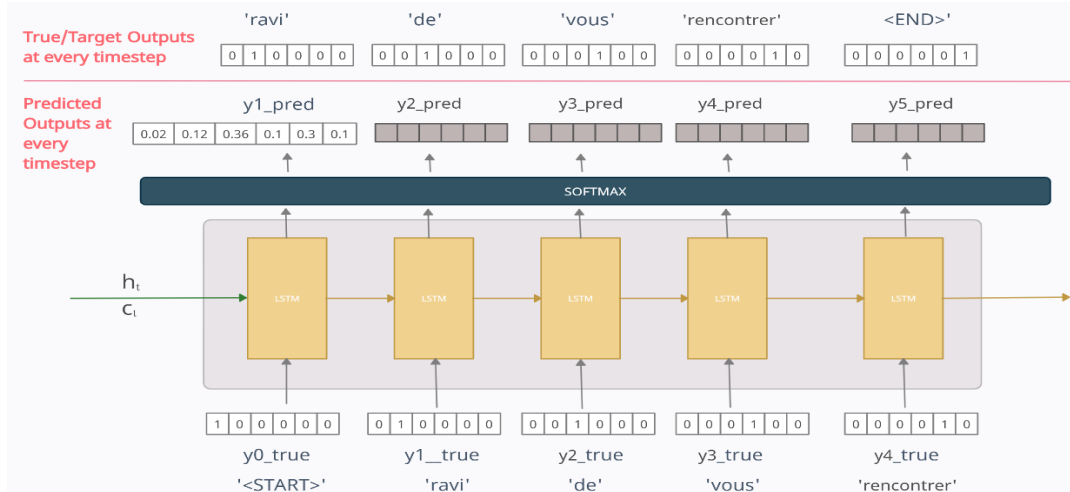 'ravi' 'de' 'vous' 'rencontrer' <END>'
True/Target Outputs
at every timestep
0 1 0 0 0 0 0 0 1 0 0 0 0 0 0 1 0 0 0 0 0 0 1 0 0 0 0 0 0 1
Predicted
Outputs at
every
timestep
y1_pred y2_pred y3_pred y4_pred y5_pred
0.02 0.12 0.36 0.1 0.3 0.1
SOFTMAX
hₜ
cₜ
LSTM LSTM LSTM LSTM LSTM
1 0 0 0 0 0 0 1 0 0 0 0 0 0 1 0 0 0 0 0 0 1 0 0 0 0 0 0 1 0
y0_true y1__true y2_true y3_true y4_true
'<START>' 'ravi' 'de' 'vous' 'rencontrer'